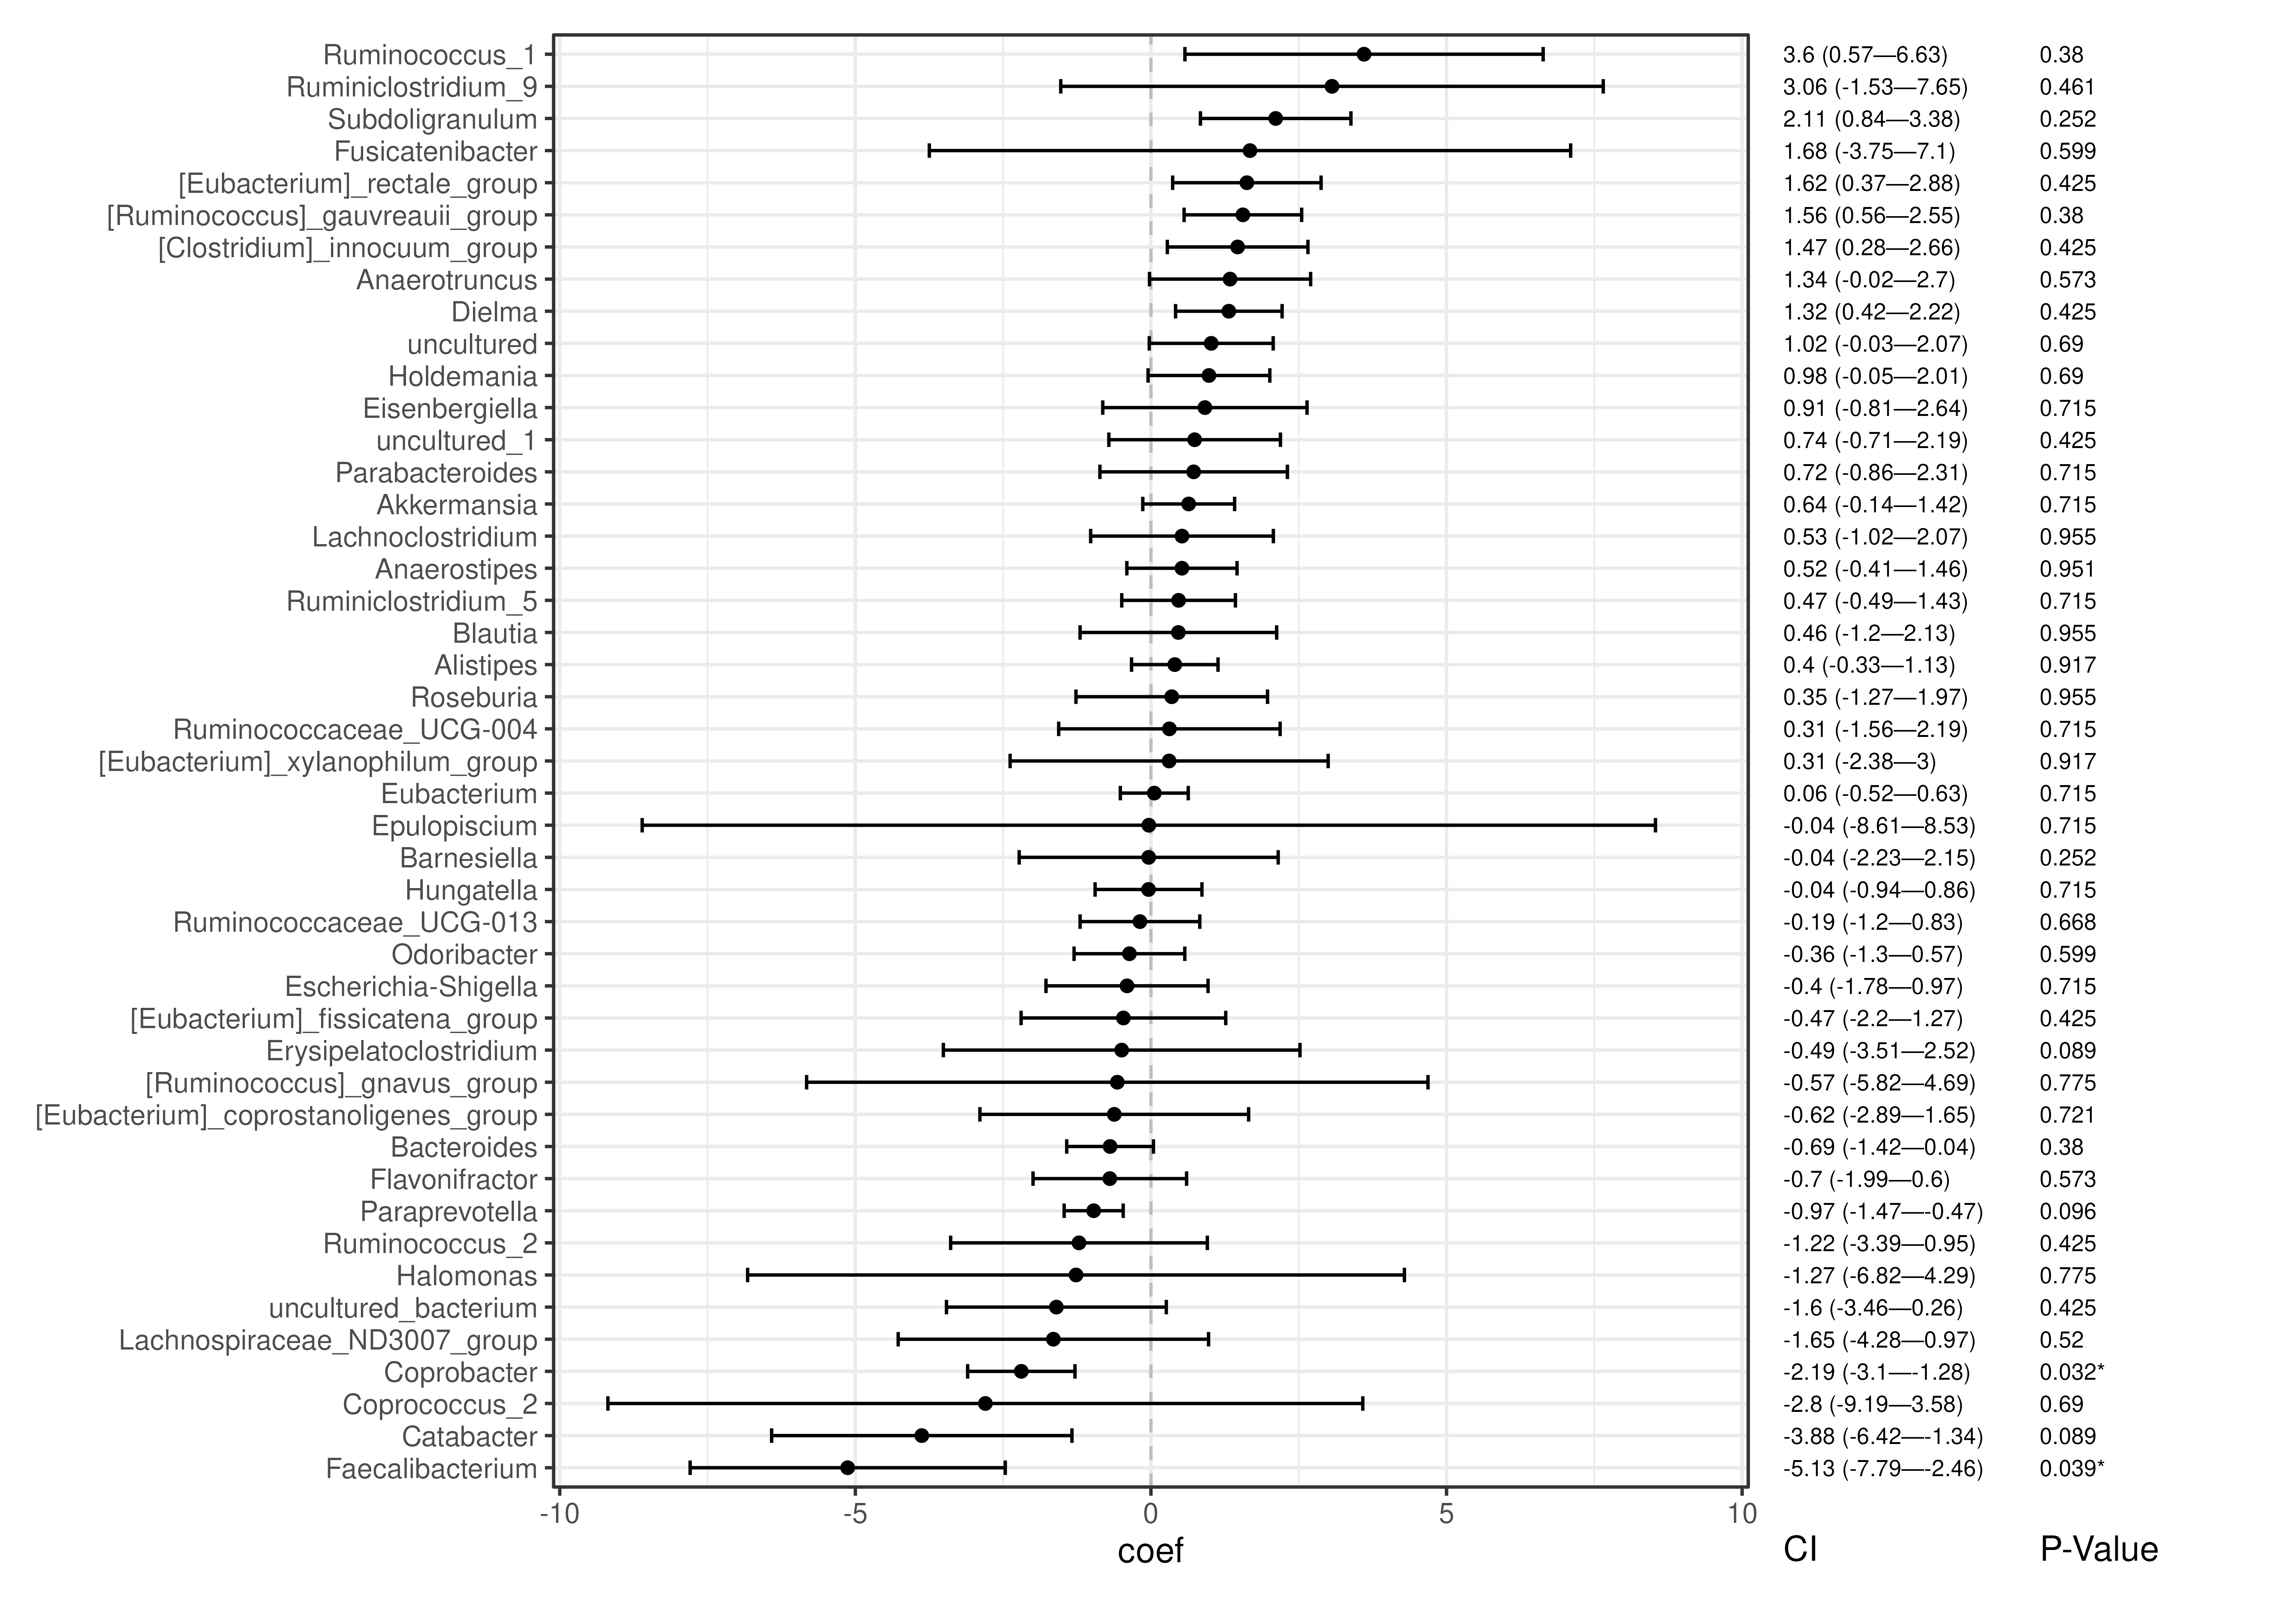 Ruminococcus_1 3.6 (0.57—6.63) 0.38
Ruminiclostridium_9 3.06 (-1.53—7.65) 0.461
Subdoligranulum 2.11 (0.84—3.38) 0.252
Fusicatenibacter 1.68 (-3.75—7.1) 0.599
[Eubacterium]_rectale_group 1.62 (0.37—2.88) 0.425
[Ruminococcus]_gauvreauii_group 1.56 (0.56—2.55) 0.38
[Clostridium]_innocuum_group 1.47 (0.28—2.66) 0.425
Anaerotruncus 1.34 (-0.02—2.7) 0.573
Dielma 1.32 (0.42—2.22) 0.425
uncultured 1.02 (-0.03—2.07) 0.69
Holdemania 0.98 (-0.05—2.01) 0.69
Eisenbergiella 0.91 (-0.81—2.64) 0.715
uncultured_1 0.74 (-0.71—2.19) 0.425
Parabacteroides 0.72 (-0.86—2.31) 0.715
Akkermansia 0.64 (-0.14—1.42) 0.715
Lachnoclostridium 0.53 (-1.02—2.07) 0.955
Anaerostipes 0.52 (-0.41—1.46) 0.951
Ruminiclostridium_5 0.47 (-0.49—1.43) 0.715
Blautia 0.46 (-1.2—2.13) 0.955
Alistipes 0.4 (-0.33—1.13) 0.917
Roseburia 0.35 (-1.27—1.97) 0.955
Ruminococcaceae_UCG-004 0.31 (-1.56—2.19) 0.715
[Eubacterium]_xylanophilum_group 0.31 (-2.38—3) 0.917
Eubacterium 0.06 (-0.52—0.63) 0.715
Epulopiscium -0.04 (-8.61—8.53) 0.715
Barnesiella -0.04 (-2.23—2.15) 0.252
Hungatella -0.04 (-0.94—0.86) 0.715
Ruminococcaceae_UCG-013 -0.19 (-1.2—0.83) 0.668
Odoribacter -0.36 (-1.3—0.57) 0.599
Escherichia-Shigella -0.4 (-1.78—0.97) 0.715
[Eubacterium]_fissicatena_group -0.47 (-2.2—1.27) 0.425
Erysipelatoclostridium -0.49 (-3.51—2.52) 0.089
[Ruminococcus]_gnavus_group -0.57 (-5.82—4.69) 0.775
[Eubacterium]_coprostanoligenes_group -0.62 (-2.89—1.65) 0.721
Bacteroides -0.69 (-1.42—0.04) 0.38
Flavonifractor -0.7 (-1.99—0.6) 0.573
Paraprevotella -0.97 (-1.47—-0.47) 0.096
Ruminococcus_2 -1.22 (-3.39—0.95) 0.425
Halomonas -1.27 (-6.82—4.29) 0.775
uncultured_bacterium -1.6 (-3.46—0.26) 0.425
Lachnospiraceae_ND3007_group -1.65 (-4.28—0.97) 0.52
Coprobacter -2.19 (-3.1—-1.28) 0.032*
Coprococcus_2 -2.8 (-9.19—3.58) 0.69
Catabacter -3.88 (-6.42—-1.34) 0.089
Faecalibacterium -5.13 (-7.79—-2.46) 0.039*
-10 -5 0 5 10
coef CI P-Value